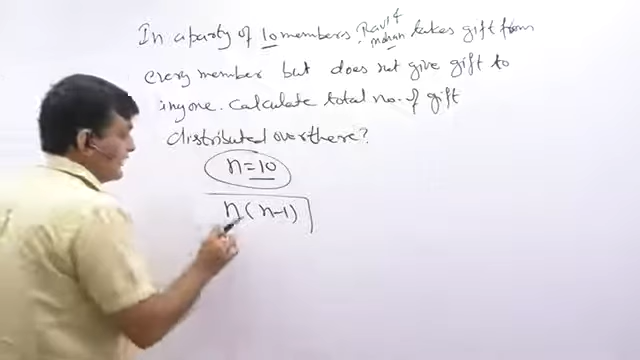 In a party of 10 members Ravi &
Mohan takes gift from
every member but does not give gift to
inyone. Calculate total no. of gift
distributed over there?
n=10
n(n-1)